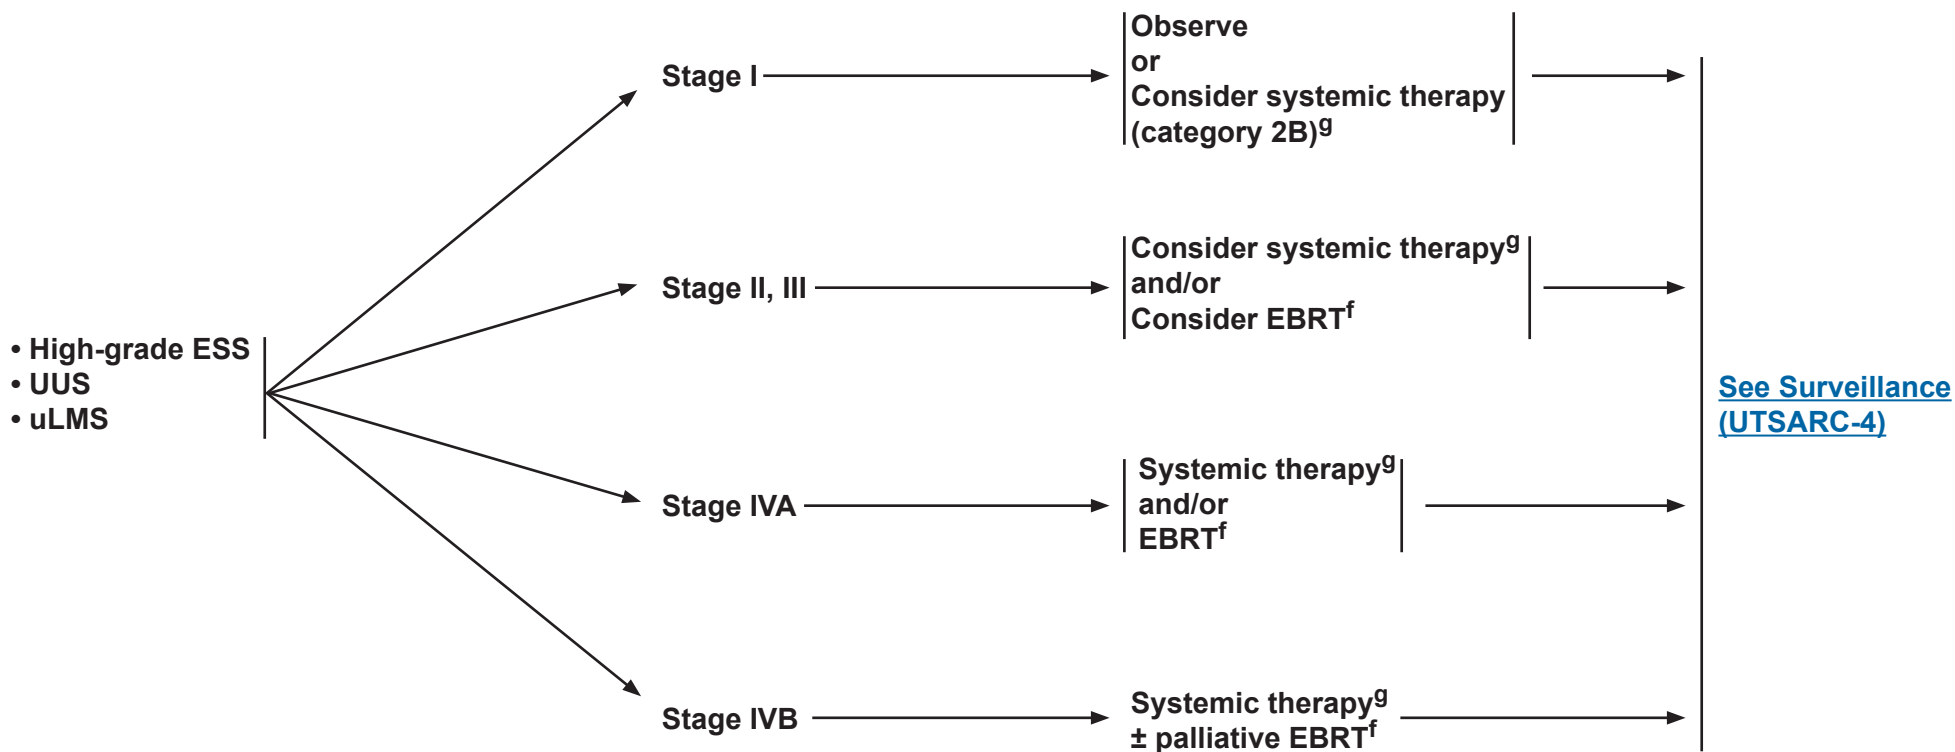 • High-grade ESS
• UUS
• uLMS
Stage I
Observe
or
Consider systemic therapy
(category 2B)g
Stage II, III
Consider systemic therapyg
and/or
Consider EBRTf
Stage IVA
Systemic therapyg
and/or
EBRTf
Stage IVB
Systemic therapyg
± palliative EBRTf
See Surveillance
(UTSARC-4)